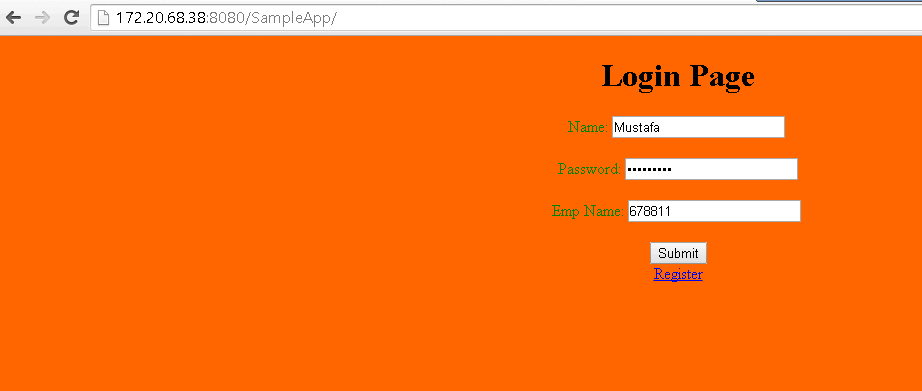 172.20.68.38:8080/SampleApp/
Login Page
Name: Mustafa
Password: •••••••••
Emp Name: 678811
Submit
Register